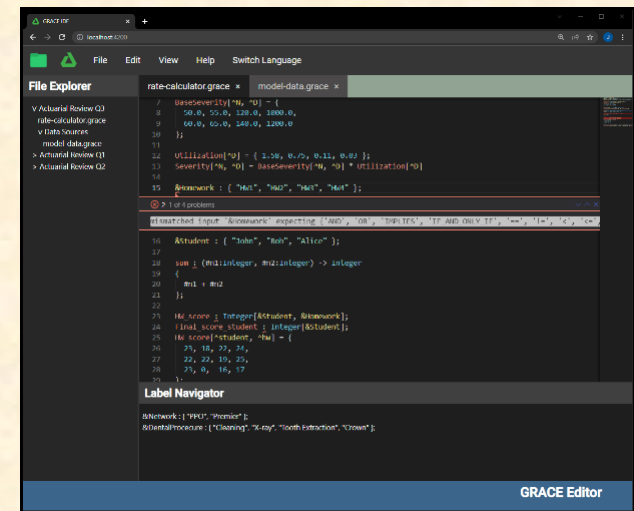 GRACE IDE
localhost:4200
File Edit View Help Switch Language
File Explorer
rate-calculator.grace × model-data.grace ×
v Actuarial Review Q3
rate-calculator.grace
v Data Sources
model data.grace
> Actuarial Review Q1
> Actuarial Review Q2
7 BaseSeverity[^N, ^D] = {
8 50.0, 55.0, 120.0, 1000.0,
9 60.0, 65.0, 140.0, 1200.0
10 };
11
12 Utilization[^D] = { 1.58, 0.75, 0.11, 0.03 };
13 Severity[^N, ^D] = BaseSeverity[^N, ^D] * Utilization[^D]
14
15 &Homework : { "HW1", "HW2", "HW3", "HW4" };
1 of 4 problems
mismatched input '&Homework' expecting {'AND', 'OR', 'IMPLIES', 'IF AND ONLY IF', '==', '!=', '<', '<=',
16 &Student : { "John", "Bob", "Alice" };
17
18 sum : (#n1:integer, #n2:integer) -> integer
19 {
20 #n1 + #n2
21 };
22
23 HW_score : Integer[&Student, &Homework];
24 Final_score_student : integer[&Student];
25 HW_score[^student, ^hw] = {
26 23, 18, 22, 24,
27 22, 22, 19, 25,
28 23, 0, 16, 17
29 };
Label Navigator
&Network : { "PPO", "Premier" };
&DentalProcecure : { "Cleaning", "X-ray", "Tooth Extraction", "Crown" };
GRACE Editor